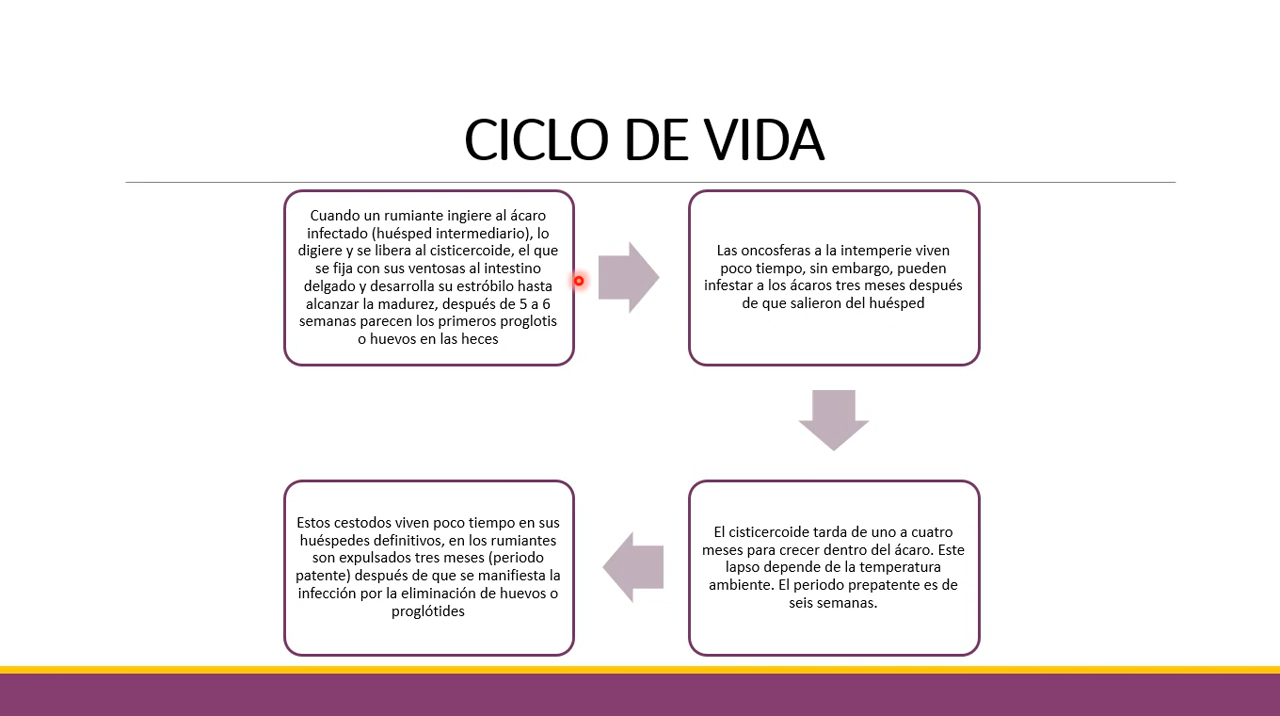 CICLO DE VIDA
Cuando un rumiante ingiere al ácaro
infectado (huésped intermediario), lo
digiere y se libera al cisticercoide, el que
se fija con sus ventosas al intestino
delgado y desarrolla su estróbilo hasta
alcanzar la madurez, después de 5 a 6
semanas parecen los primeros proglotis
o huevos en las heces
Las oncosferas a la intemperie viven
poco tiempo, sin embargo, pueden
infestar a los ácaros tres meses después
de que salieron del huésped
El cisticercoide tarda de uno a cuatro
meses para crecer dentro del ácaro. Este
lapso depende de la temperatura
ambiente. El periodo prepatente es de
seis semanas.
Estos cestodos viven poco tiempo en sus
huéspedes definitivos, en los rumiantes
son expulsados tres meses (periodo
patente) después de que se manifiesta la
infección por la eliminación de huevos o
proglótides